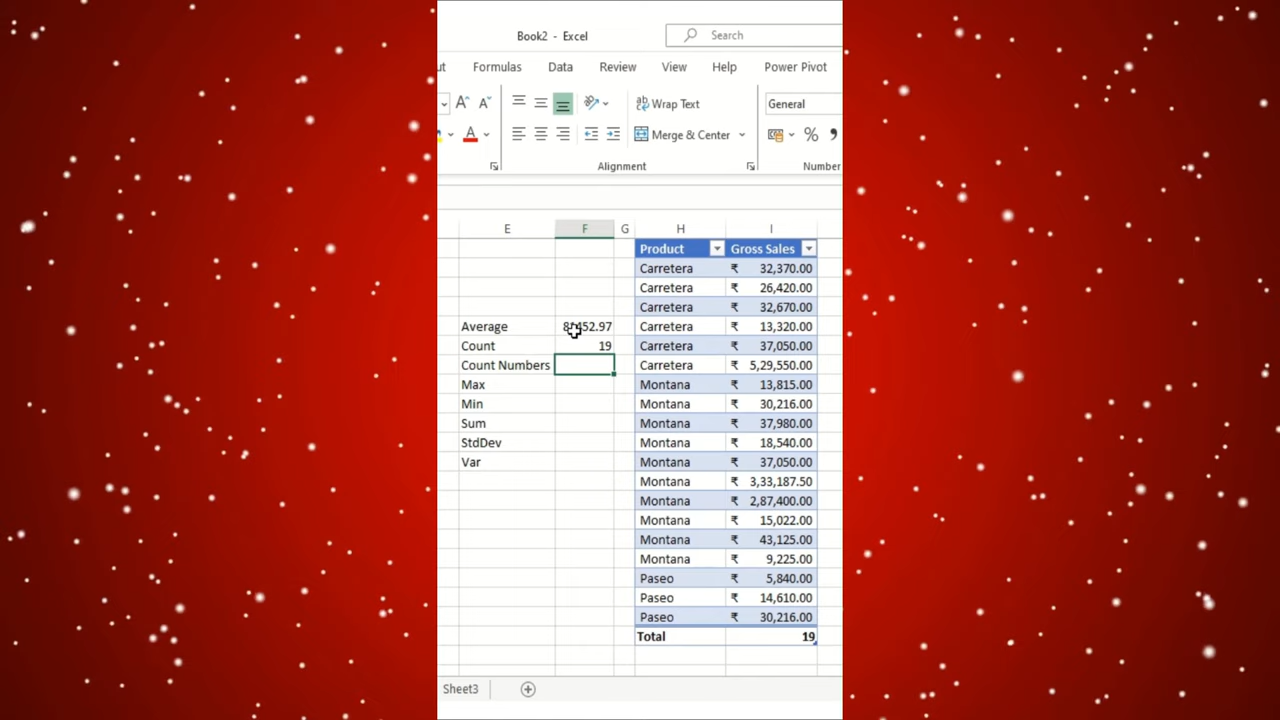 Book2 - Excel
Search
Formulas Data Review View Help Power Pivot
Wrap Text
General
Merge & Center
%
Alignment
Number
E F G H I
Product Gross Sales
Carretera ₹ 32,370.00
Carretera ₹ 26,420.00
Carretera ₹ 32,670.00
Average Carretera ₹ 13,320.00
Count 19 Carretera ₹ 37,050.00
Count Numbers Carretera ₹ 5,29,550.00
Max Montana ₹ 13,815.00
Min Montana ₹ 30,216.00
Sum Montana ₹ 37,980.00
StdDev Montana ₹ 18,540.00
Var Montana ₹ 37,050.00
Montana ₹ 3,33,187.50
Montana ₹ 2,87,400.00
Montana ₹ 15,022.00
Montana ₹ 43,125.00
Montana ₹ 9,225.00
Paseo ₹ 5,840.00
Paseo ₹ 14,610.00
Paseo ₹ 30,216.00
Total 19
Sheet3